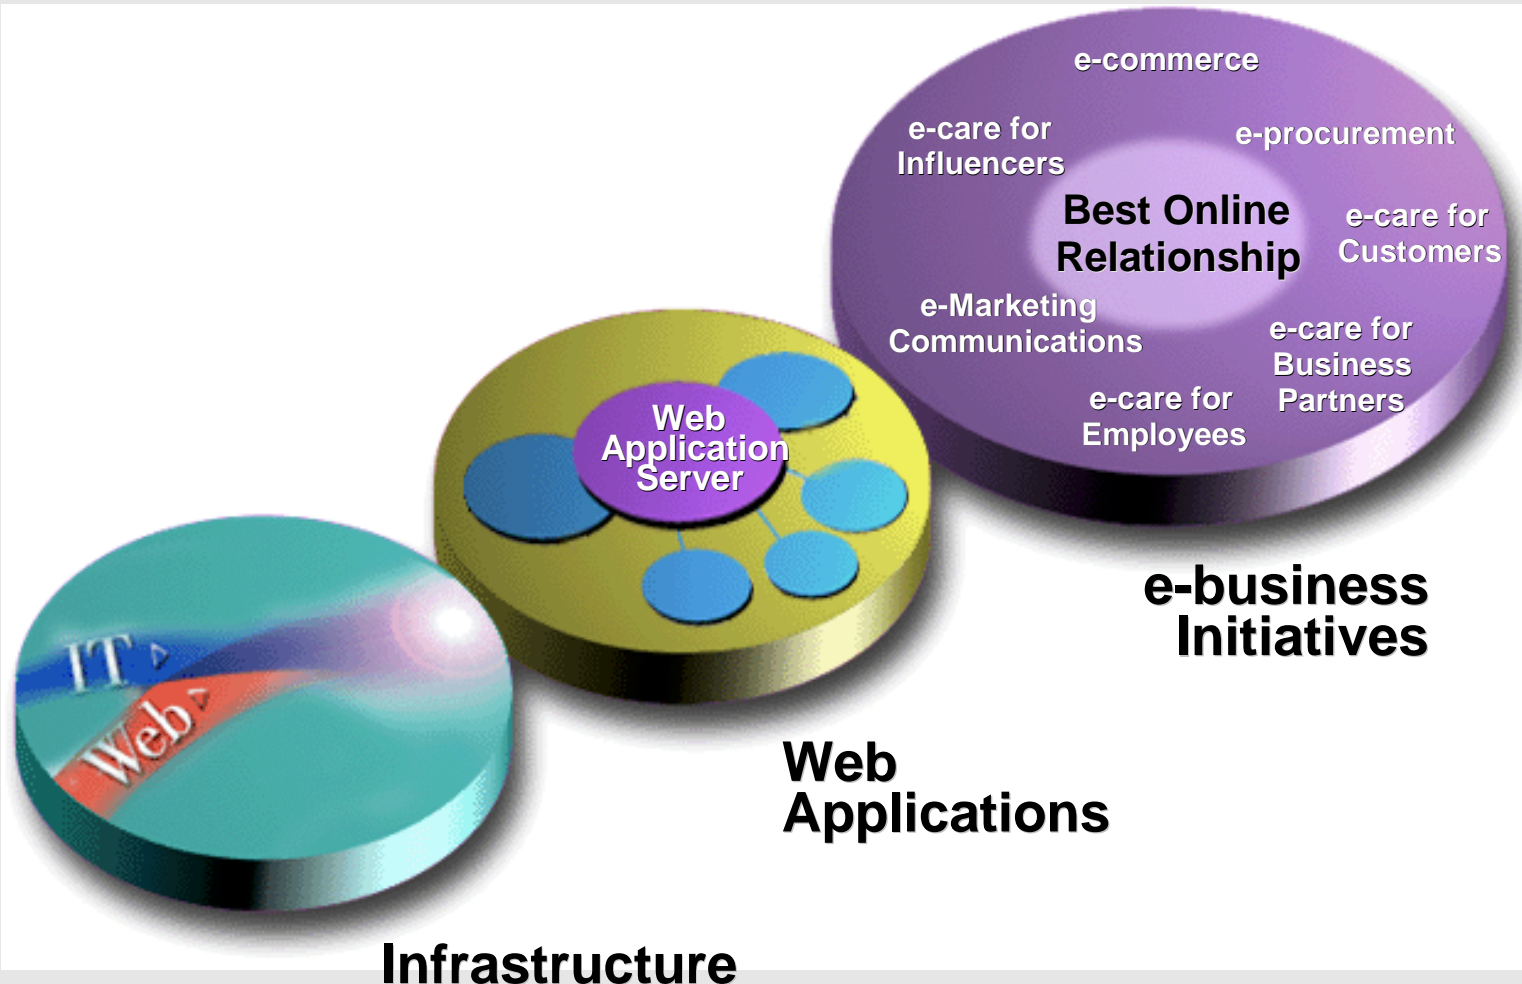 e-commerce
e-care for
Influencers
e-procurement
Best Online
Relationship
e-care for
Customers
e-Marketing
Communications
e-care for
Business
Partners
e-care for
Employees
Web
Application
Server
e-business
Initiatives
IT
Web
Web
Applications
Infrastructure